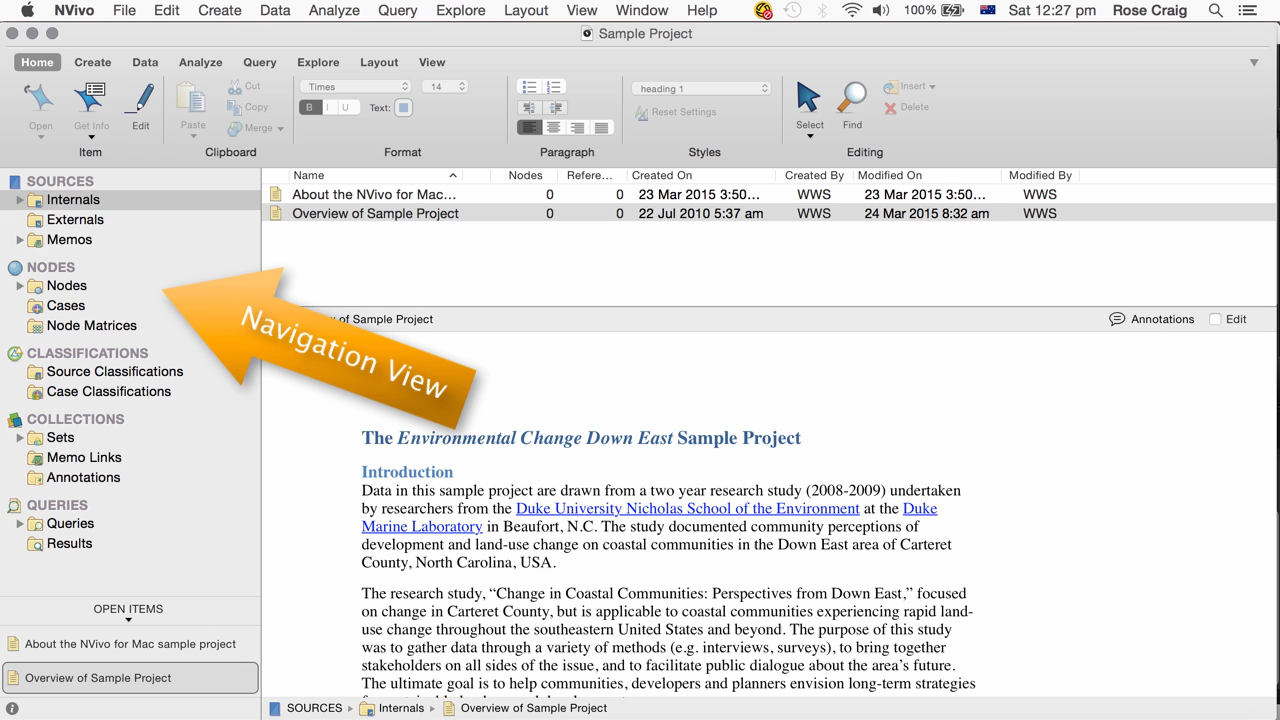 NVivo File Edit Create Data Analyze Query Explore Layout View Window Help 100% Sat 12:27 pm Rose Craig
Sample Project
Home Create Data Analyze Query Explore Layout View
Open Get Info Edit Paste Cut Copy Merge
Times 14 B I U Text:
heading 1 Reset Settings
Select Find Insert Delete
Item Clipboard Format Paragraph Styles Editing
SOURCES
Internals
Externals
Memos
NODES
Nodes
Cases
Node Matrices
CLASSIFICATIONS
Source Classifications
Case Classifications
COLLECTIONS
Sets
Memo Links
Annotations
QUERIES
Queries
Results
OPEN ITEMS
About the NVivo for Mac sample project
Overview of Sample Project
Name Nodes Refere... Created On Created By Modified On Modified By
About the NVivo for Mac... 0 0 23 Mar 2015 3:50... WWS 23 Mar 2015 3:50... WWS
Overview of Sample Project 0 0 22 Jul 2010 5:37 am WWS 24 Mar 2015 8:32 am WWS
Navigation View
of Sample Project Annotations Edit
The Environmental Change Down East Sample Project
Introduction
Data in this sample project are drawn from a two year research study (2008-2009) undertaken
by researchers from the Duke University Nicholas School of the Environment at the Duke
Marine Laboratory in Beaufort, N.C. The study documented community perceptions of
development and land-use change on coastal communities in the Down East area of Carteret
County, North Carolina, USA.
The research study, “Change in Coastal Communities: Perspectives from Down East,” focused
on change in Carteret County, but is applicable to coastal communities experiencing rapid land-
use change throughout the southeastern United States and beyond. The purpose of this study
was to gather data through a variety of methods (e.g. interviews, surveys), to bring together
stakeholders on all sides of the issue, and to facilitate public dialogue about the area’s future.
The ultimate goal is to help communities, developers and planners envision long-term strategies
SOURCES Internals Overview of Sample Project